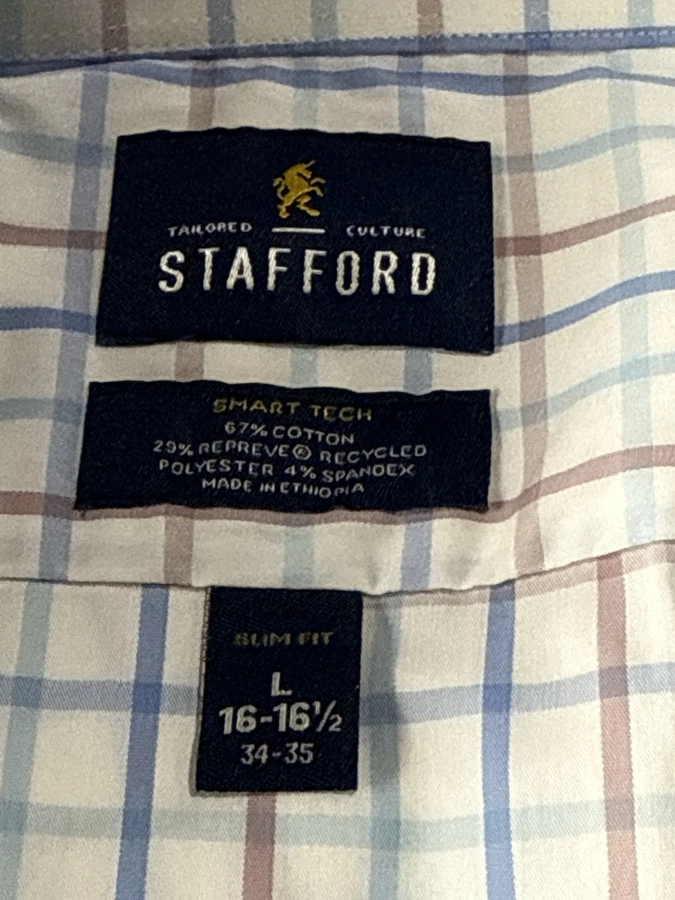 TAILORED CULTURE
STAFFORD
SMART TECH
67% COTTON
29% REPREVE® RECYCLED
POLYESTER 4% SPANDEX
MADE IN ETHIOPIA
SLIM FIT
L
16-16½
34-35